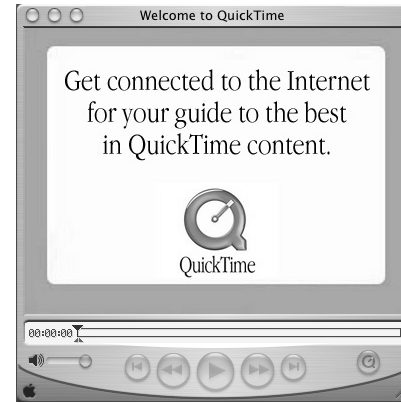 Welcome to QuickTime
Get connected to the Internet
for your guide to the best
in QuickTime content.
QuickTime
00:00:00